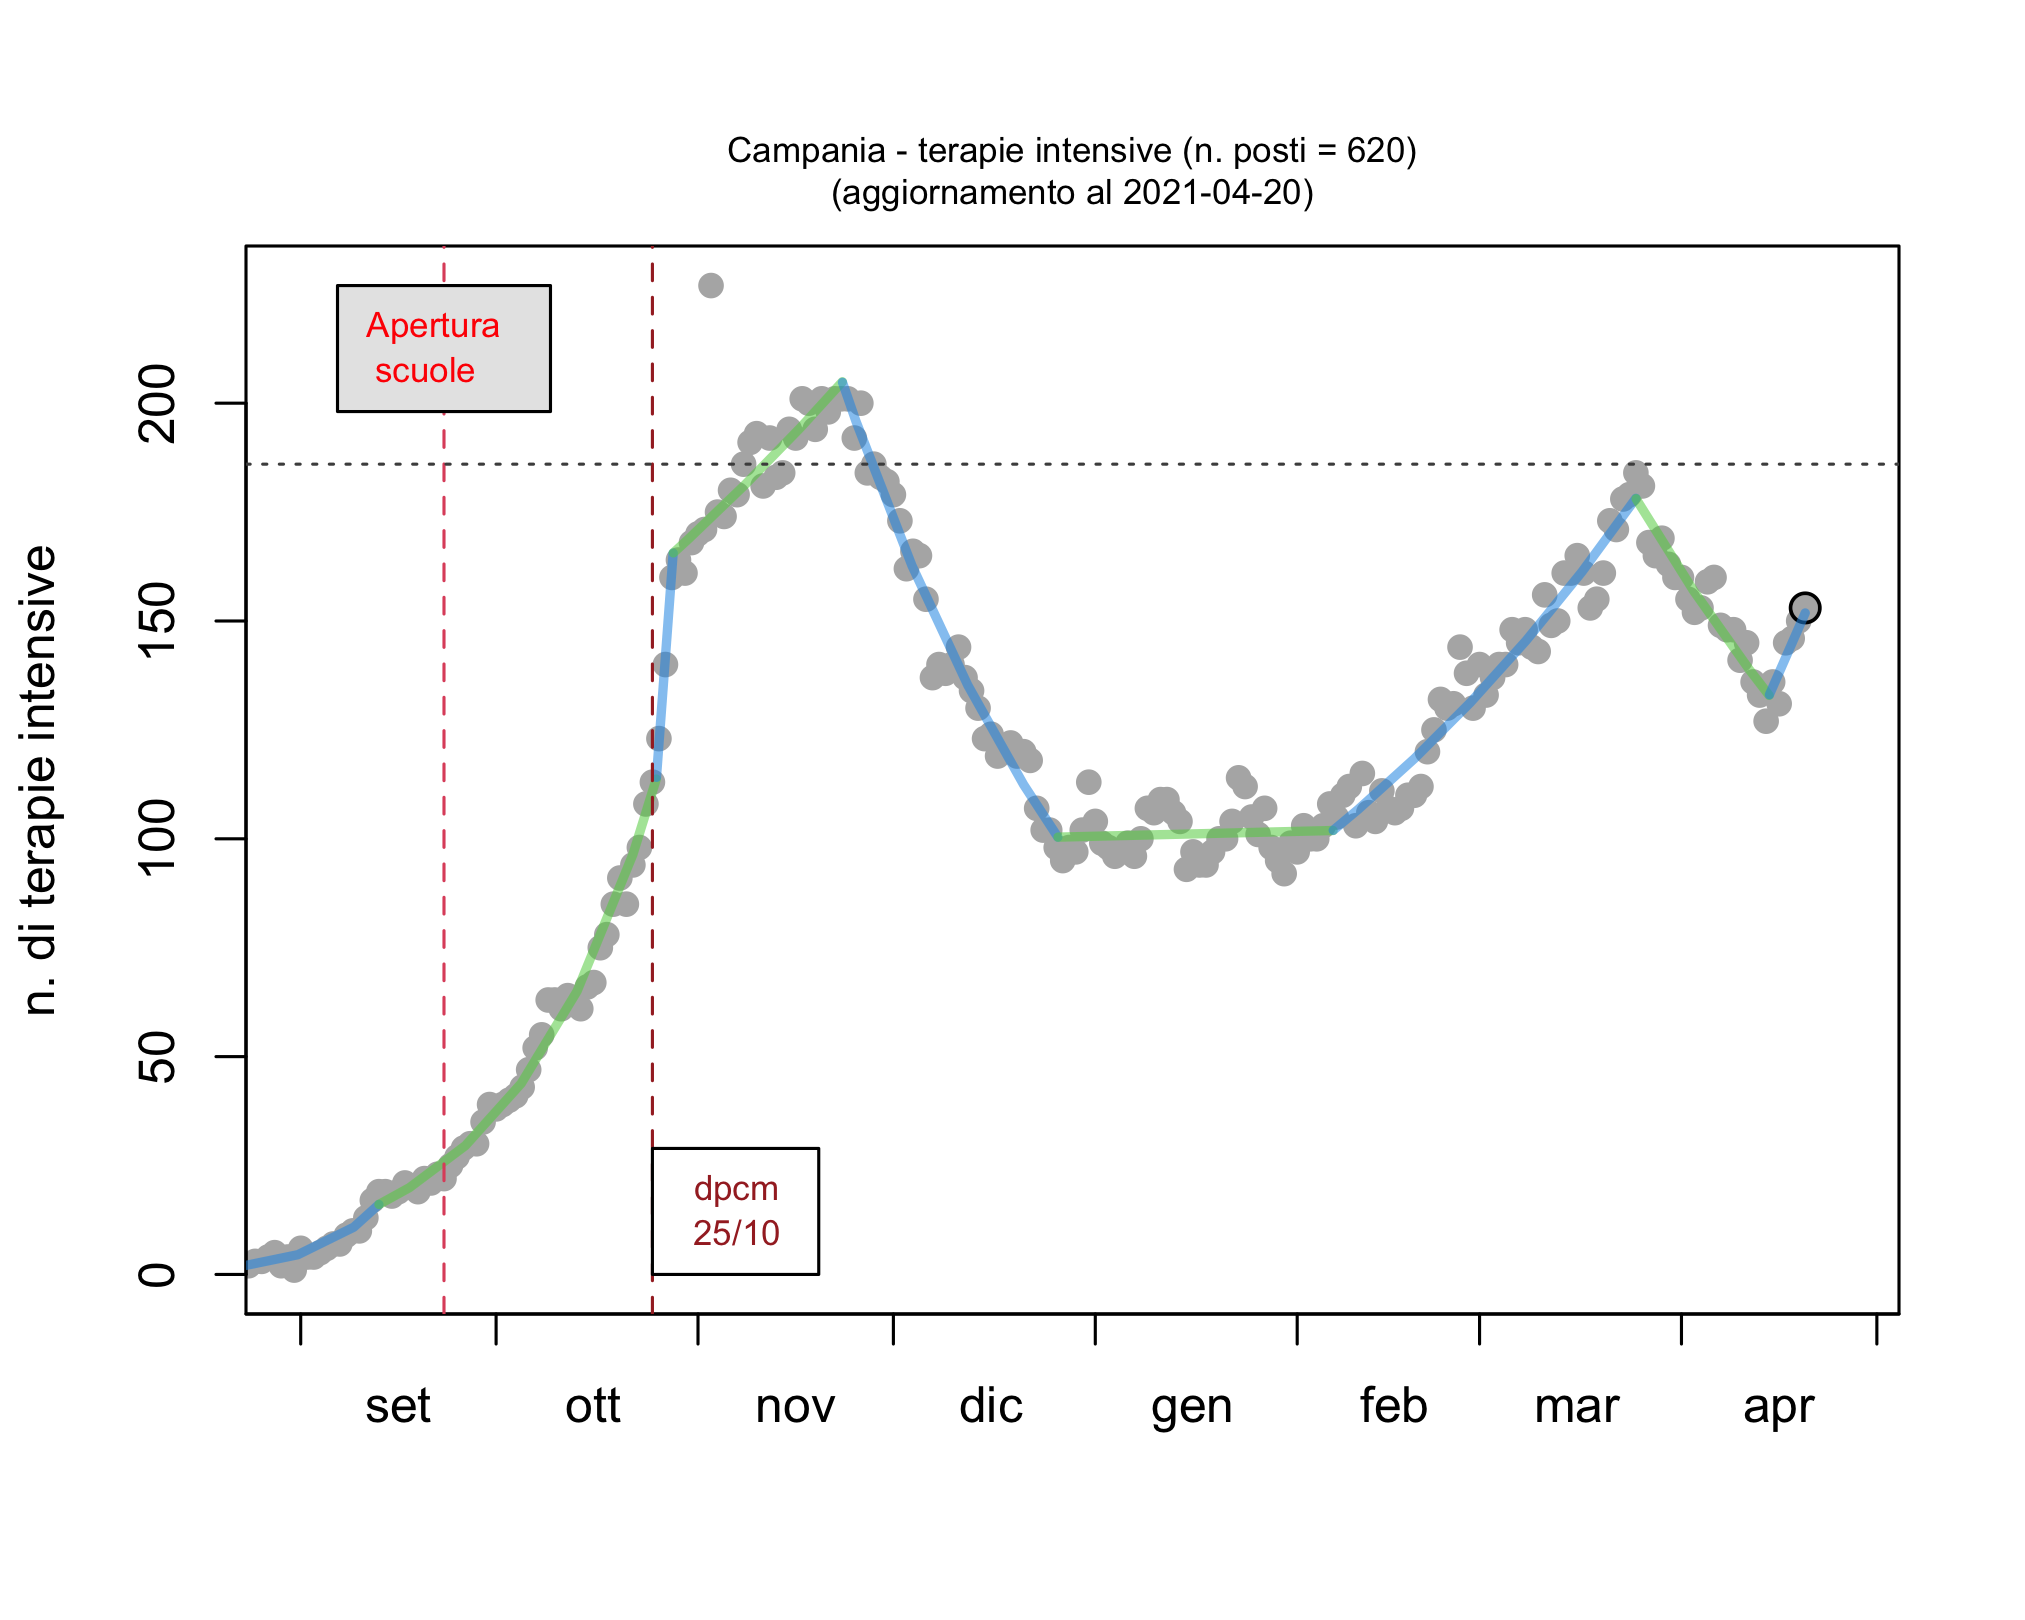 Campania - terapie intensive (n. posti = 620)
(aggiornamento al 2021-04-20)
Apertura
scuole
n. di terapie intensive
200
150
100
50
0
dpcm
25/10
set ott nov dic gen feb mar apr